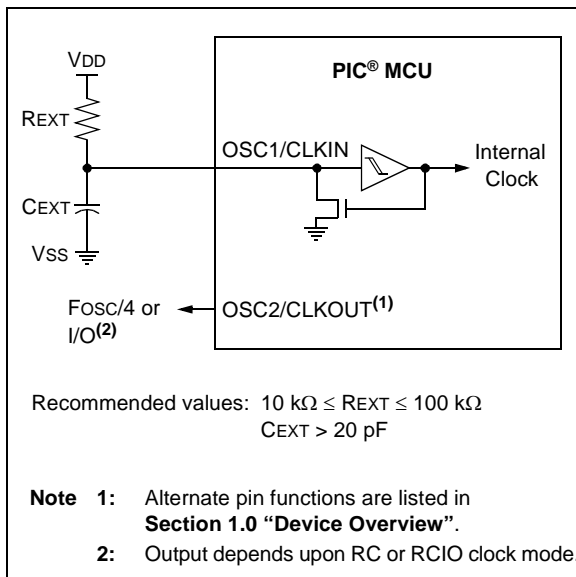 VDD
PIC® MCU
REXT
OSC1/CLKIN
Internal
Clock
CEXT
VSS
FOSC/4 or
I/O(2)
OSC2/CLKOUT(1)
Recommended values: 10 kΩ ≤ REXT ≤ 100 kΩ
CEXT > 20 pF
Note 1: Alternate pin functions are listed in
Section 1.0 “Device Overview”.
2: Output depends upon RC or RCIO clock mode.